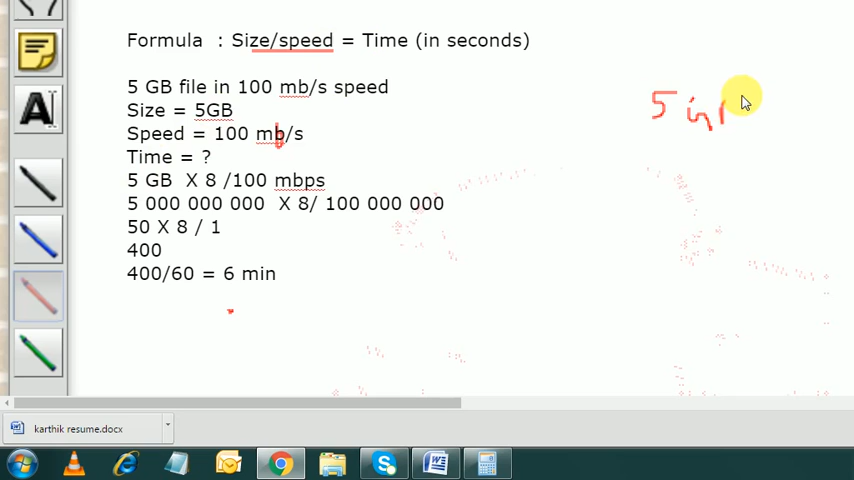 Formula : Size/speed = Time (in seconds)
5 GB file in 100 mb/s speed
Size = 5GB
Speed = 100 mb/s
Time = ?
5 GB X 8 /100 mbps
5 000 000 000 X 8/ 100 000 000
50 X 8 / 1
400
400/60 = 6 min
5
A
karthik resume.docx